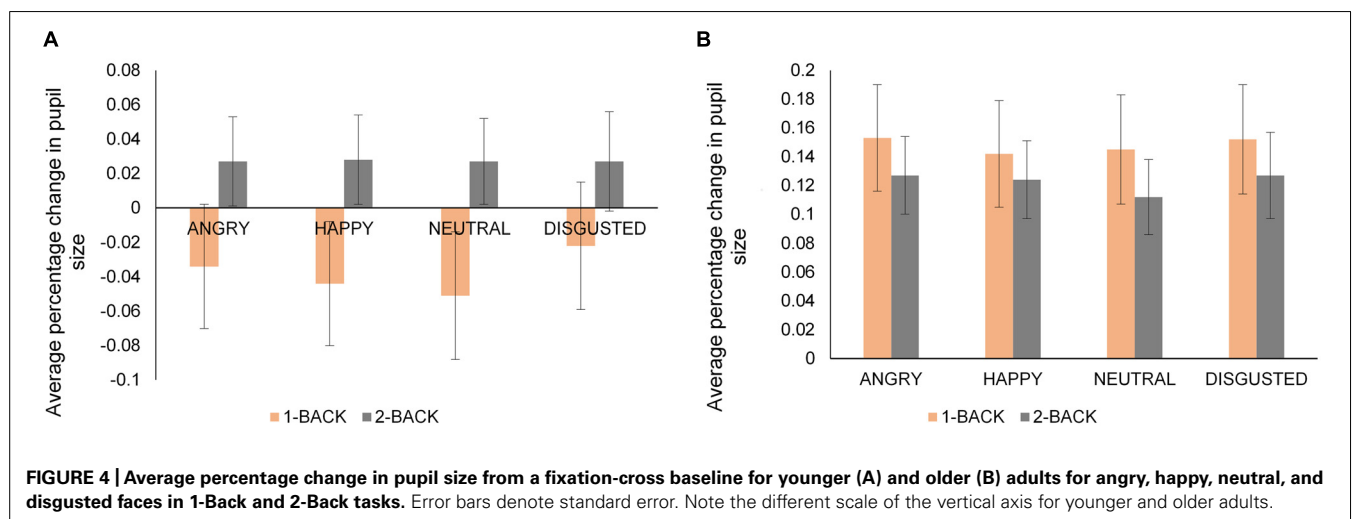 A
Average percentage change in pupil
size
0.08
0.06
0.04
0.02
0
-0.02
-0.04
-0.06
-0.08
-0.1
ANGRY HAPPY NEUTRAL DISGUSTED
1-BACK 2-BACK
B
Average percentage change in pupil
size
0.2
0.18
0.16
0.14
0.12
0.1
0.08
0.06
0.04
0.02
0
ANGRY HAPPY NEUTRAL DISGUSTED
1-BACK 2-BACK
FIGURE 4 | Average percentage change in pupil size from a fixation-cross baseline for younger (A) and older (B) adults for angry, happy, neutral, and
disgusted faces in 1-Back and 2-Back tasks. Error bars denote standard error. Note the different scale of the vertical axis for younger and older adults.